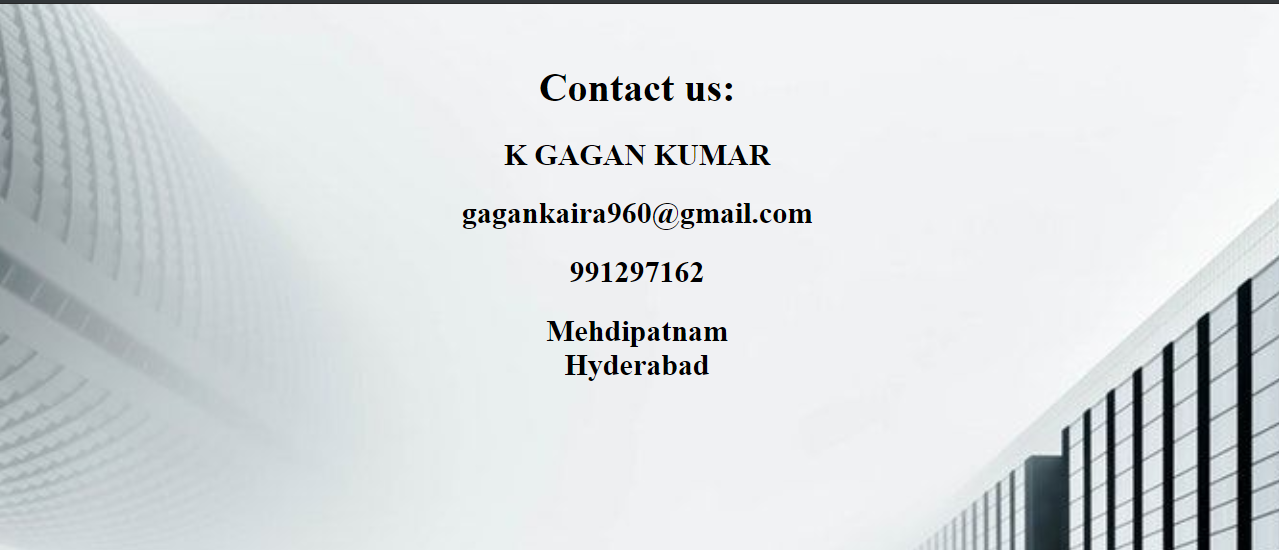 Contact us:
K GAGAN KUMAR
gagankaira960@gmail.com
991297162
Mehdipatnam
Hyderabad